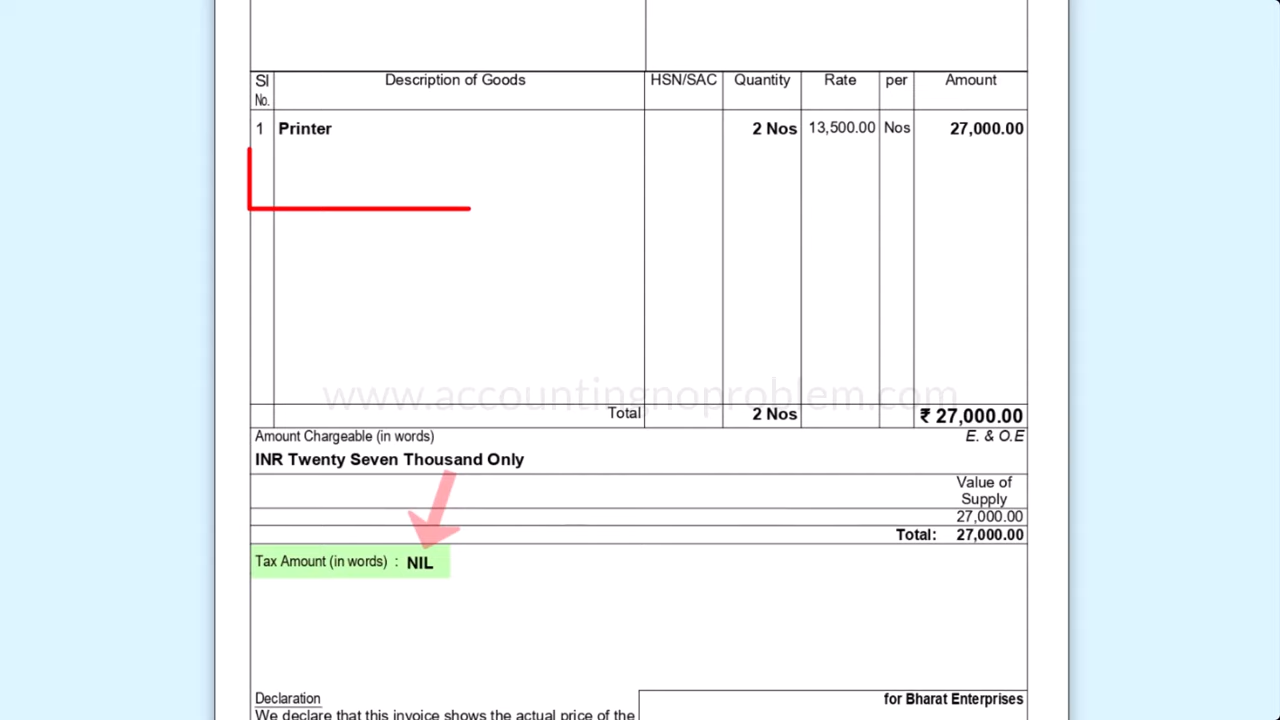 Sl No. Description of Goods HSN/SAC Quantity Rate per Amount
1 Printer 2 Nos 13,500.00 Nos 27,000.00
www.accountingnoproblem.com
Total 2 Nos ₹ 27,000.00
Amount Chargeable (in words) E. & O.E
INR Twenty Seven Thousand Only
Value of
Supply
27,000.00
Total: 27,000.00
Tax Amount (in words) : NIL
Declaration for Bharat Enterprises
We declare that this invoice shows the actual price of the